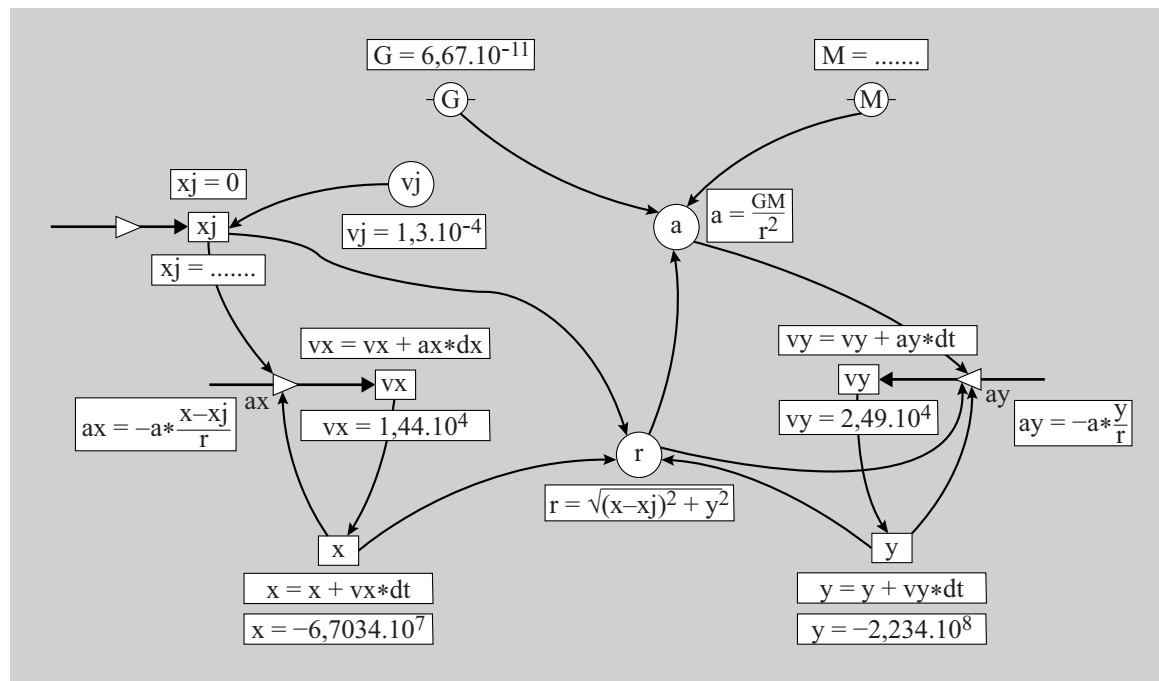 G = 6,67.10⁻¹¹
M = .......
G
M
xj = 0
vj
xj
vj = 1,3.10⁻⁴
a
a = GM/r²
xj = .......
vx = vx + ax*dx
vy = vy + ay*dt
ax
vx
vy
ay
ax = −a*(x–xj)/r
vx = 1,44.10⁴
vy = 2,49.10⁴
ay = −a*y/r
r
r = √(x–xj)² + y²
x
y
x = x + vx*dt
y = y + vy*dt
x = −6,7034.10⁷
y = −2,234.10⁸